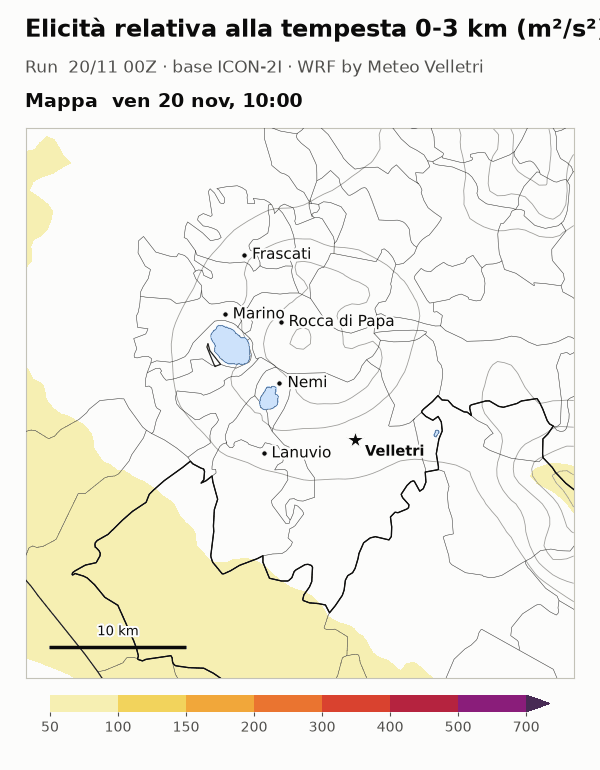 Elicità relativa alla tempesta 0-3 km (m²/s²)
Run  20/11 00Z · base ICON-2I · WRF by Meteo Velletri
Mappa  ven 20 nov, 10:00
Frascati
Marino
Rocca di Papa
Nemi
Velletri
Lanuvio
10 km
50 100 150 200 300 400 500 700